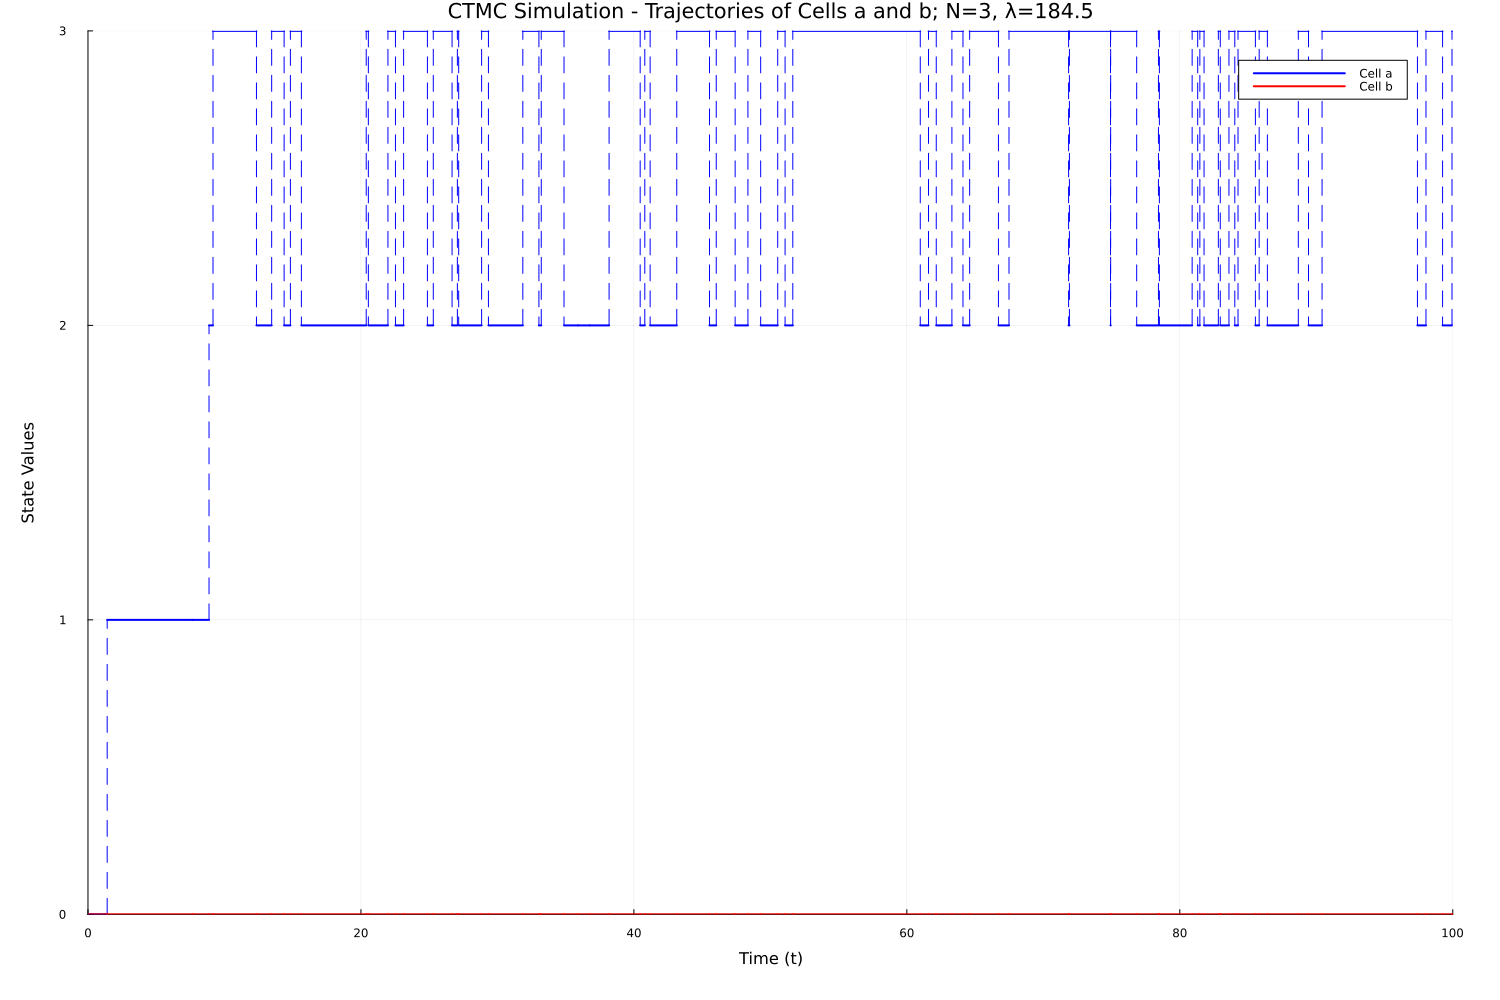 CTMC Simulation - Trajectories of Cells a and b; N=3, λ=184.5
3
Cell a
Cell b
2
State Values
1
0
0 20 40 60 80 100
Time (t)